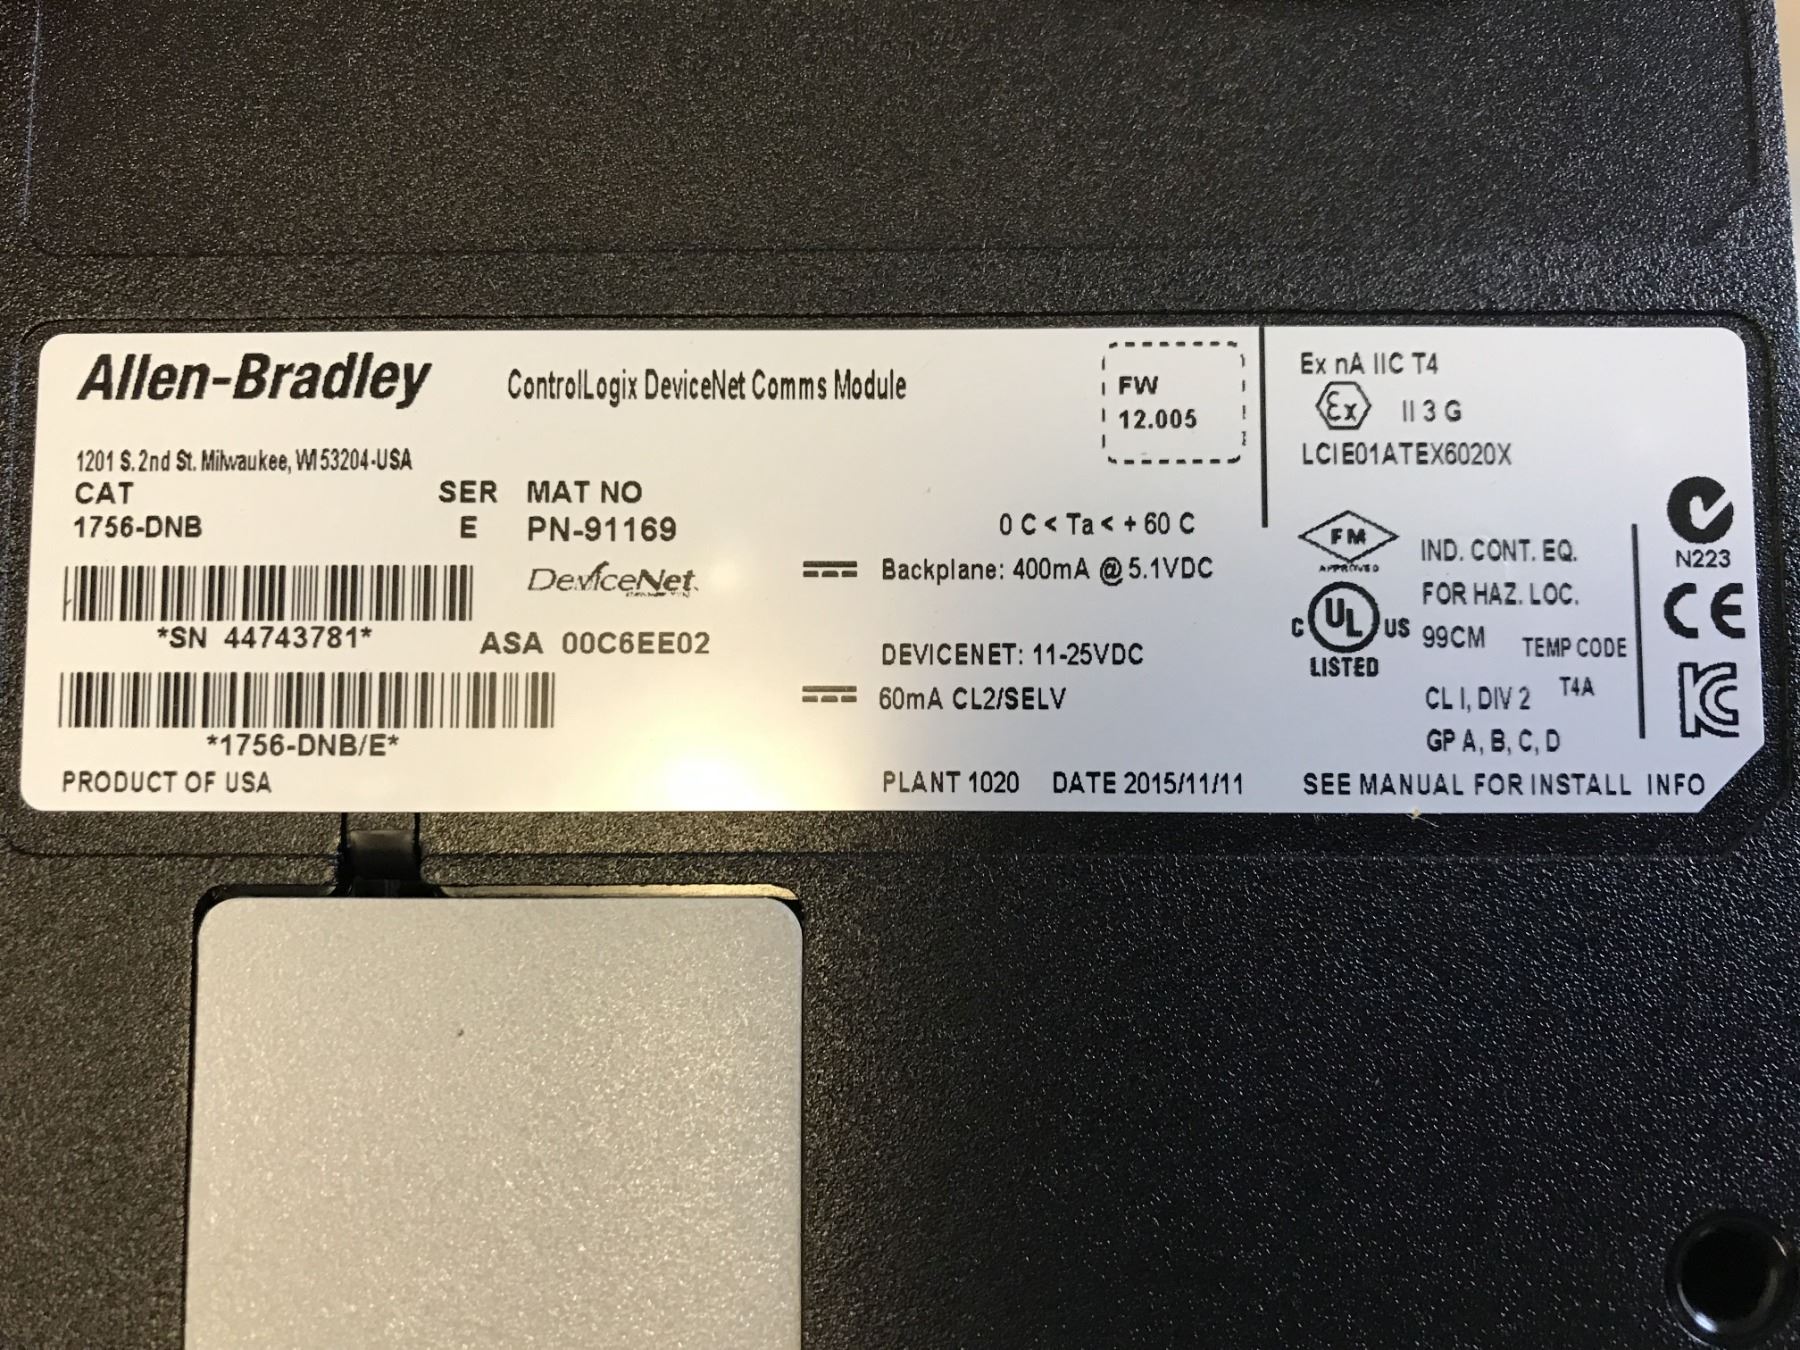 Allen-Bradley
ControlLogix DeviceNet Comms Module
FW
12.005
1201 S. 2nd St. Milwaukee, WI 53204-USA
CAT SER MAT NO
1756-DNB E PN-91169
DeviceNet
*SN 44743781*
ASA 00C6EE02
*1756-DNB/E*
PRODUCT OF USA
0 C < Ta < + 60 C
Backplane: 400mA @ 5.1VDC
DEVICENET: 11-25VDC
60mA CL2/SELV
PLANT 1020 DATE 2015/11/11
Ex nA IIC T4
Ex II 3 G
LCIE01ATEX6020X
FM
APPROVED
C UL US
LISTED
IND. CONT. EQ.
FOR HAZ. LOC.
99CM TEMP CODE
CL I, DIV 2 T4A
GP A, B, C, D
N223
CE
KC
SEE MANUAL FOR INSTALL INFO